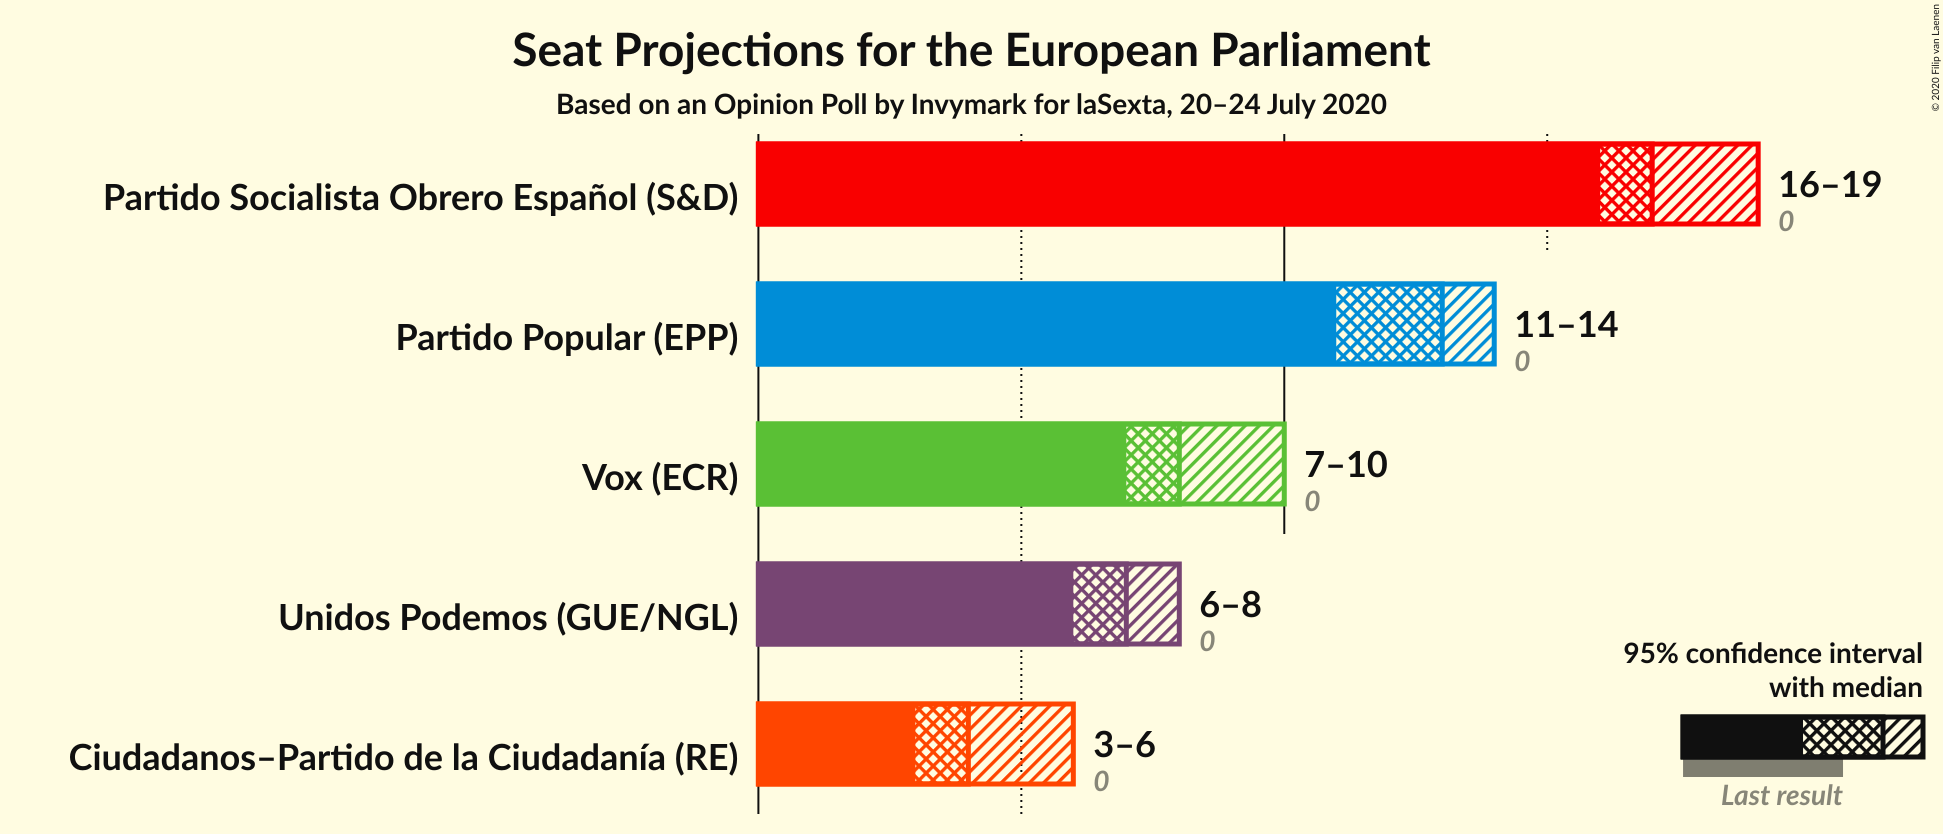 Seat Projections for the European Parliament
Based on an Opinion Poll by Invymark for laSexta, 20–24 July 2020
© 2020 Filip van Laenen
Partido Socialista Obrero Español (S&D)
16–19
0
Partido Popular (EPP)
11–14
0
Vox (ECR)
7–10
0
Unidos Podemos (GUE/NGL)
6–8
0
Ciudadanos–Partido de la Ciudadanía (RE)
3–6
0
95% confidence interval
with median
Last result